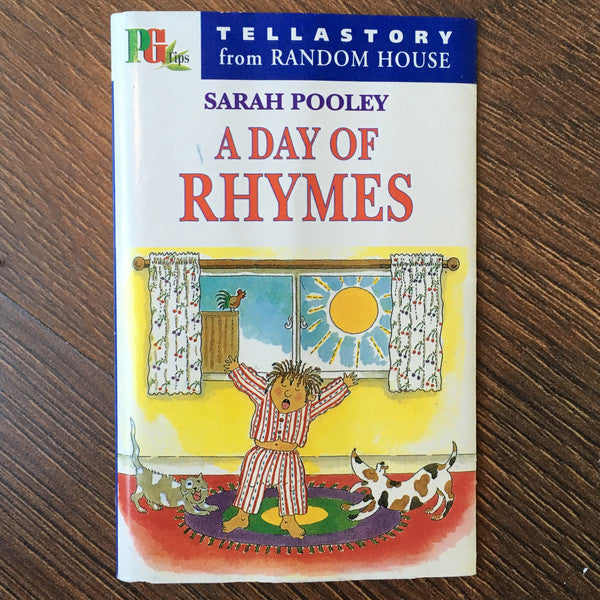 PG Tips
TELLASTORY
from RANDOM HOUSE
SARAH POOLEY
A DAY OF
RHYMES